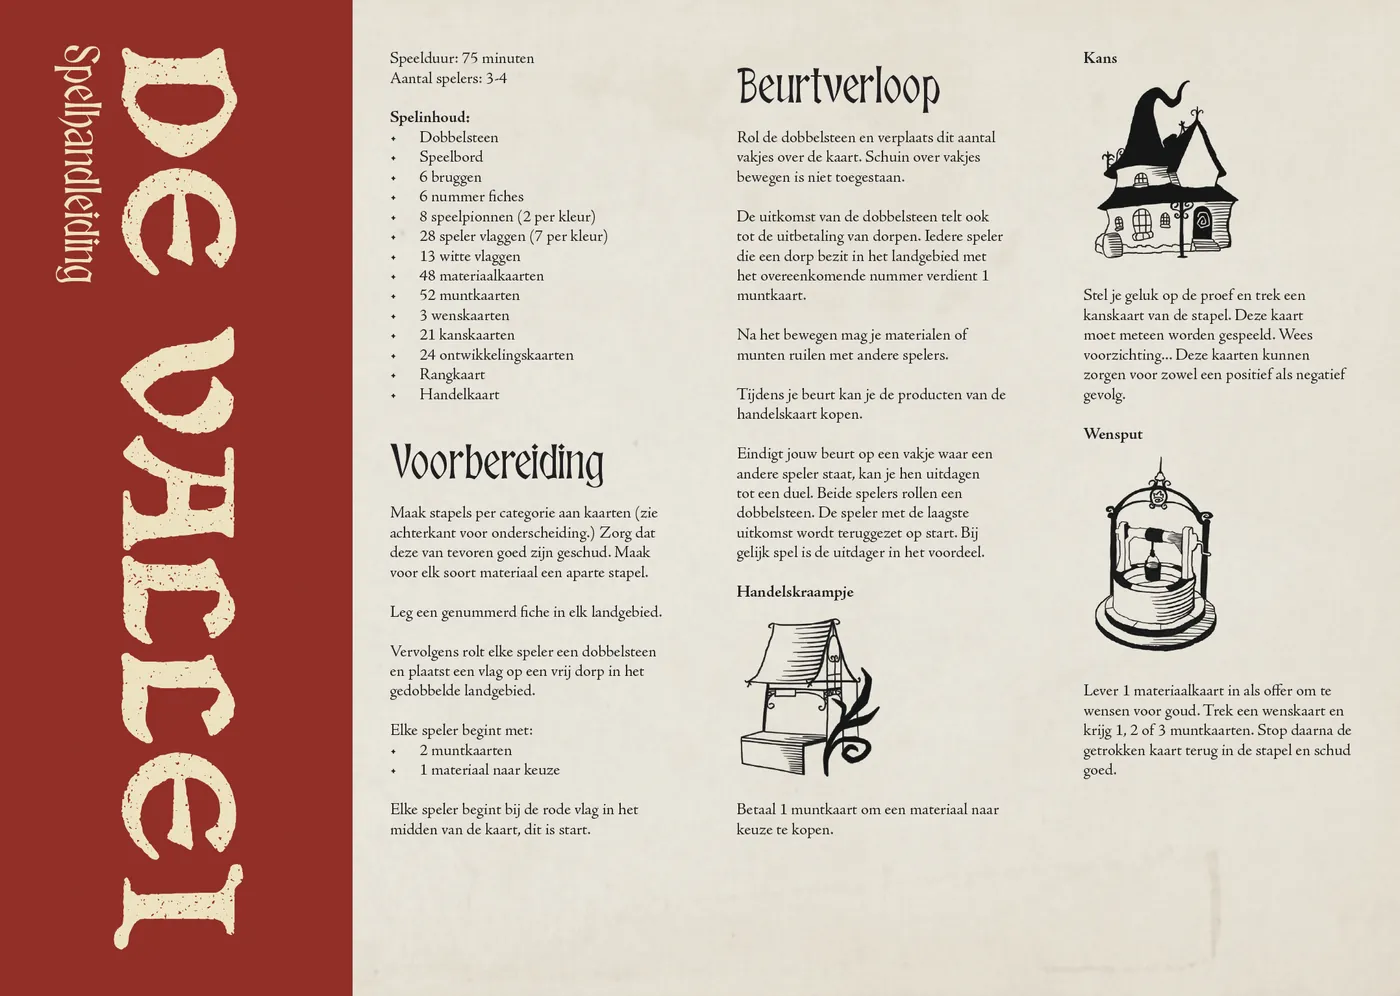 De Vallei
Spelhandleiding
Speelduur: 75 minuten
Aantal spelers: 3-4
Spelinhoud:
Dobbelsteen
Speelbord
6 bruggen
6 nummer fiches
8 speelpionnen (2 per kleur)
28 speler vlaggen (7 per kleur)
13 witte vlaggen
48 materiaalkaarten
52 muntkaarten
3 wenskaarten
21 kanskaarten
24 ontwikkelingskaarten
Rangkaart
Handelkaart
Voorbereiding
Maak stapels per categorie aan kaarten (zie
achterkant voor onderscheiding.) Zorg dat
deze van tevoren goed zijn geschud. Maak
voor elk soort materiaal een aparte stapel.
Leg een genummerd fiche in elk landgebied.
Vervolgens rolt elke speler een dobbelsteen
en plaatst een vlag op een vrij dorp in het
gedobbelde landgebied.
Elke speler begint met:
2 muntkaarten
1 materiaal naar keuze
Elke speler begint bij de rode vlag in het
midden van de kaart, dit is start.
Beurtverloop
Rol de dobbelsteen en verplaats dit aantal
vakjes over de kaart. Schuin over vakjes
bewegen is niet toegestaan.
De uitkomst van de dobbelsteen telt ook
tot de uitbetaling van dorpen. Iedere speler
die een dorp bezit in het landgebied met
het overeenkomende nummer verdient 1
muntkaart.
Na het bewegen mag je materialen of
munten ruilen met andere spelers.
Tijdens je beurt kan je de producten van de
handelskaart kopen.
Eindigt jouw beurt op een vakje waar een
andere speler staat, kan je hen uitdagen
tot een duel. Beide spelers rollen een
dobbelsteen. De speler met de laagste
uitkomst wordt teruggezet op start. Bij
gelijk spel is de uitdager in het voordeel.
Handelskraampje
Betaal 1 muntkaart om een materiaal naar
keuze te kopen.
Kans
Stel je geluk op de proef en trek een
kanskaart van de stapel. Deze kaart
moet meteen worden gespeeld. Wees
voorzichting... Deze kaarten kunnen
zorgen voor zowel een positief als negatief
gevolg.
Wensput
Lever 1 materiaalkaart in als offer om te
wensen voor goud. Trek een wenskaart en
krijg 1, 2 of 3 muntkaarten. Stop daarna de
getrokken kaart terug in de stapel en schud
goed.